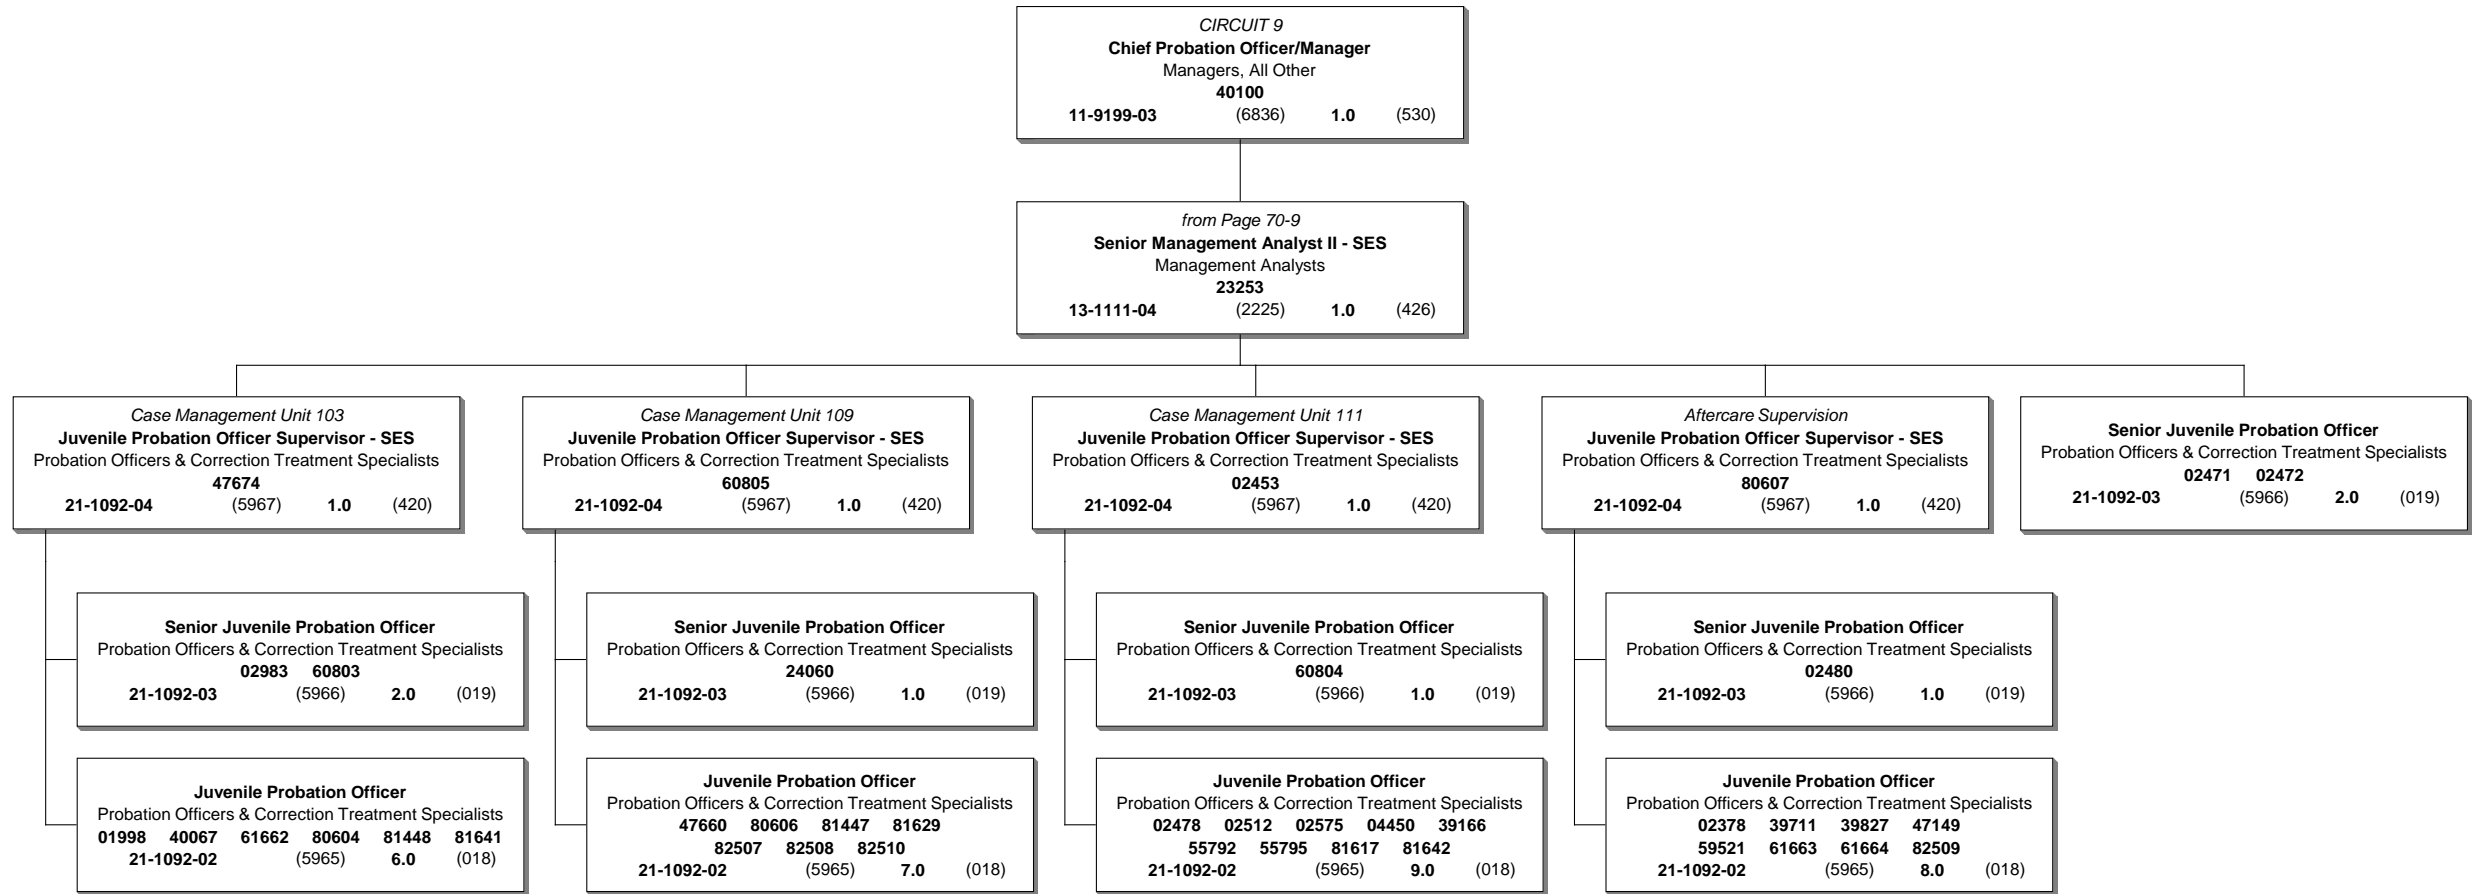 CIRCUIT 9
Chief Probation Officer/Manager
Managers, All Other
40100
11-9199-03 (6836) 1.0 (530)
from Page 70-9
Senior Management Analyst II - SES
Management Analysts
23253
13-1111-04 (2225) 1.0 (426)
Case Management Unit 103
Juvenile Probation Officer Supervisor - SES
Probation Officers & Correction Treatment Specialists
47674
21-1092-04 (5967) 1.0 (420)
Case Management Unit 109
Juvenile Probation Officer Supervisor - SES
Probation Officers & Correction Treatment Specialists
60805
21-1092-04 (5967) 1.0 (420)
Case Management Unit 111
Juvenile Probation Officer Supervisor - SES
Probation Officers & Correction Treatment Specialists
02453
21-1092-04 (5967) 1.0 (420)
Aftercare Supervision
Juvenile Probation Officer Supervisor - SES
Probation Officers & Correction Treatment Specialists
80607
21-1092-04 (5967) 1.0 (420)
Senior Juvenile Probation Officer
Probation Officers & Correction Treatment Specialists
02471 02472
21-1092-03 (5966) 2.0 (019)
Senior Juvenile Probation Officer
Probation Officers & Correction Treatment Specialists
02983 60803
21-1092-03 (5966) 2.0 (019)
Senior Juvenile Probation Officer
Probation Officers & Correction Treatment Specialists
24060
21-1092-03 (5966) 1.0 (019)
Senior Juvenile Probation Officer
Probation Officers & Correction Treatment Specialists
60804
21-1092-03 (5966) 1.0 (019)
Senior Juvenile Probation Officer
Probation Officers & Correction Treatment Specialists
02480
21-1092-03 (5966) 1.0 (019)
Juvenile Probation Officer
Probation Officers & Correction Treatment Specialists
01998 40067 61662 80604 81448 81641
21-1092-02 (5965) 6.0 (018)
Juvenile Probation Officer
Probation Officers & Correction Treatment Specialists
47660 80606 81447 81629
82507 82508 82510
21-1092-02 (5965) 7.0 (018)
Juvenile Probation Officer
Probation Officers & Correction Treatment Specialists
02478 02512 02575 04450 39166
55792 55795 81617 81642
21-1092-02 (5965) 9.0 (018)
Juvenile Probation Officer
Probation Officers & Correction Treatment Specialists
02378 39711 39827 47149
59521 61663 61664 82509
21-1092-02 (5965) 8.0 (018)